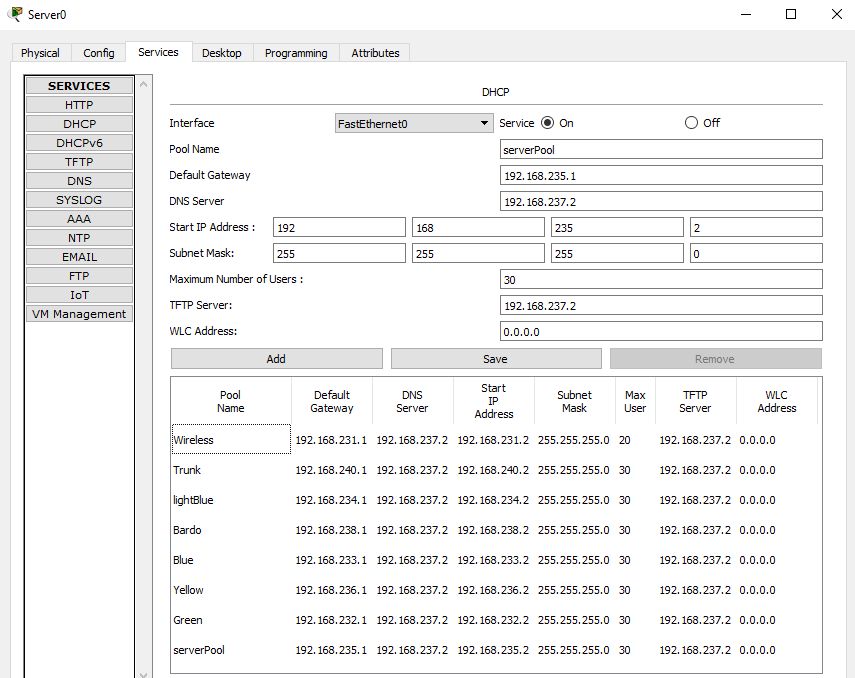 Server0
Physical Config Services Desktop Programming Attributes
SERVICES
HTTP
DHCP
DHCPv6
TFTP
DNS
SYSLOG
AAA
NTP
EMAIL
FTP
IoT
VM Management
DHCP
Interface FastEthernet0 Service On Off
Pool Name serverPool
Default Gateway 192.168.235.1
DNS Server 192.168.237.2
Start IP Address : 192 168 235 2
Subnet Mask: 255 255 255 0
Maximum Number of Users : 30
TFTP Server: 192.168.237.2
WLC Address: 0.0.0.0
Add Save Remove
Pool Name Default Gateway DNS Server Start IP Address Subnet Mask Max User TFTP Server WLC Address
Wireless 192.168.231.1 192.168.237.2 192.168.231.2 255.255.255.0 20 192.168.237.2 0.0.0.0
Trunk 192.168.240.1 192.168.237.2 192.168.240.2 255.255.255.0 30 192.168.237.2 0.0.0.0
lightBlue 192.168.234.1 192.168.237.2 192.168.234.2 255.255.255.0 30 192.168.237.2 0.0.0.0
Bardo 192.168.238.1 192.168.237.2 192.168.238.2 255.255.255.0 30 192.168.237.2 0.0.0.0
Blue 192.168.233.1 192.168.237.2 192.168.233.2 255.255.255.0 30 192.168.237.2 0.0.0.0
Yellow 192.168.236.1 192.168.237.2 192.168.236.2 255.255.255.0 30 192.168.237.2 0.0.0.0
Green 192.168.232.1 192.168.237.2 192.168.232.2 255.255.255.0 30 192.168.237.2 0.0.0.0
serverPool 192.168.235.1 192.168.237.2 192.168.235.2 255.255.255.0 30 192.168.237.2 0.0.0.0